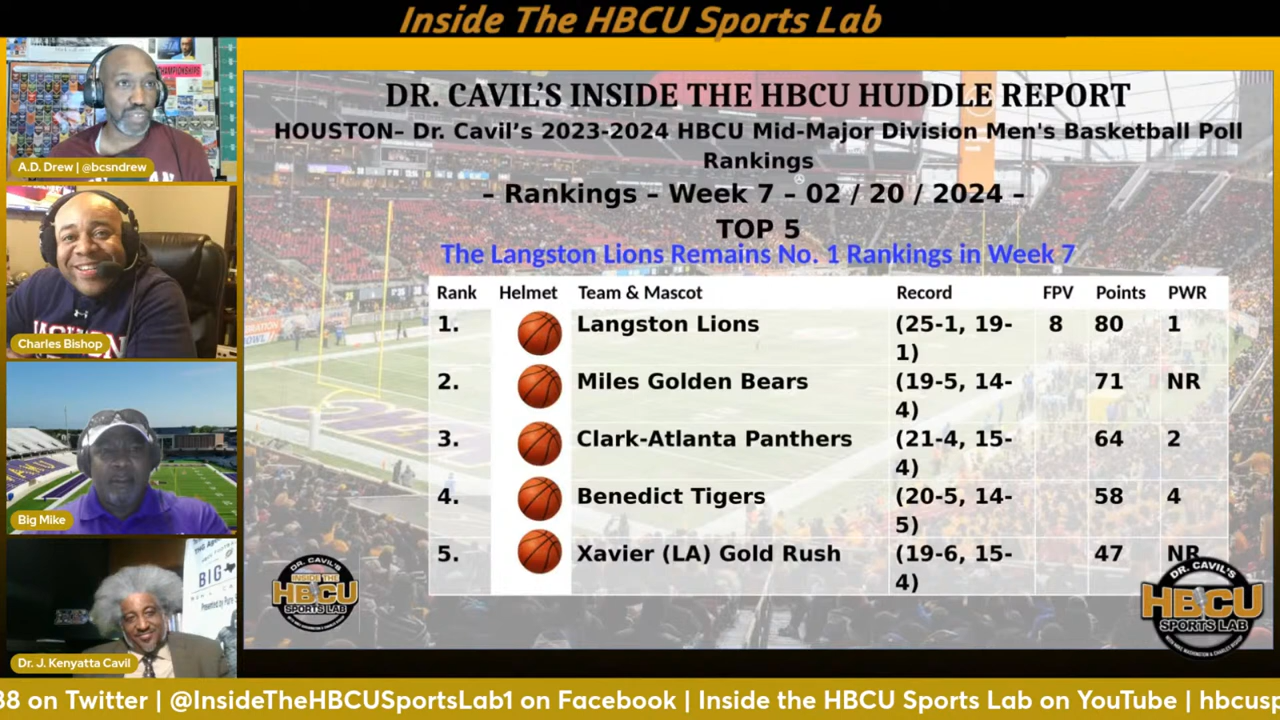 Inside The HBCU Sports Lab
DR. CAVIL'S INSIDE THE HBCU HUDDLE REPORT
HOUSTON– Dr. Cavil's 2023-2024 HBCU Mid-Major Division Men's Basketball Poll
Rankings
– Rankings – Week 7 – 02 / 20 / 2024 –
TOP 5
The Langston Lions Remains No. 1 Rankings in Week 7
Rank Helmet Team & Mascot Record FPV Points PWR
1. Langston Lions (25-1, 19-1) 8 80 1
2. Miles Golden Bears (19-5, 14-4) 71 NR
3. Clark-Atlanta Panthers (21-4, 15-4) 64 2
4. Benedict Tigers (20-5, 14-5) 58 4
5. Xavier (LA) Gold Rush (19-6, 15-4) 47 NR
A.D. Drew | @bcsndrew
Charles Bishop
Big Mike
Dr. J. Kenyatta Cavil
CHAMPIONSHIPS
BIG
DR. CAVIL'S
INSIDE THE
HBCU
SPORTS LAB
DR. CAVIL'S
HBCU
SPORTS LAB
38 on Twitter | @InsideTheHBCUSportsLab1 on Facebook | Inside the HBCU Sports Lab on YouTube | hbcusp